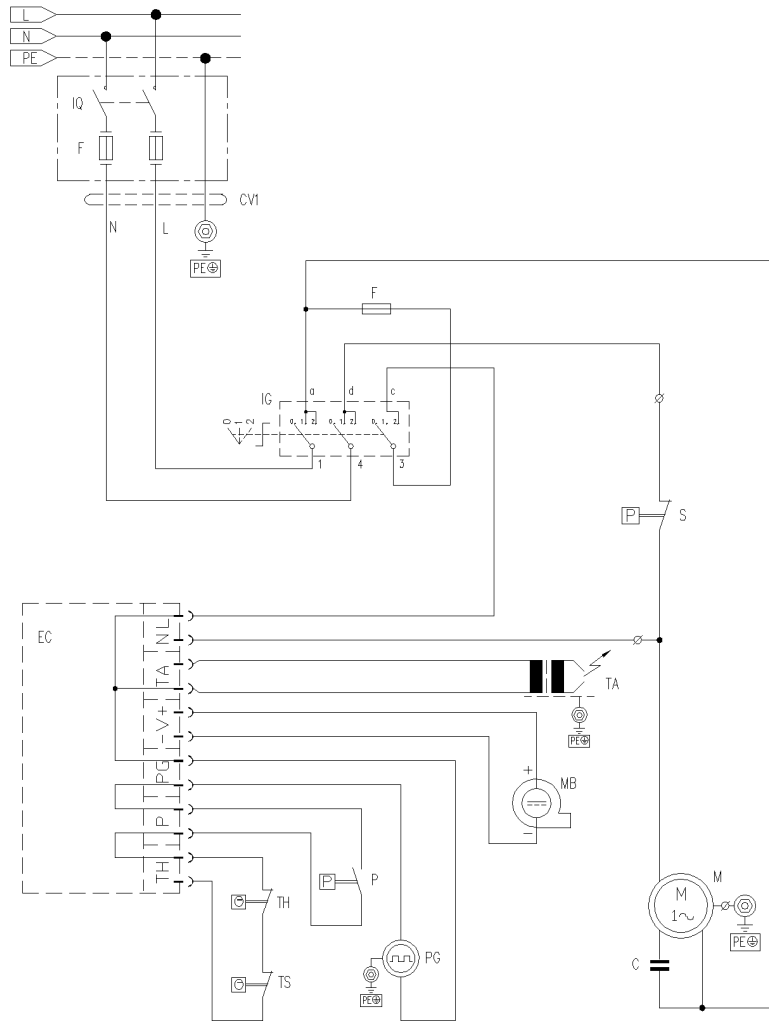 L
N
PE
IQ
F
CV1
N L
PE
F
a d c
IG
0 1 2
0, 1, 2, 0, 1, 2, 0, 1, 2
1 4 3
P S
EC
N L
TA
TA
PE
- V +
+ MB
-
PG
P
P P
TH
TH
TS
PG
PE
M
M
1~
PE
C